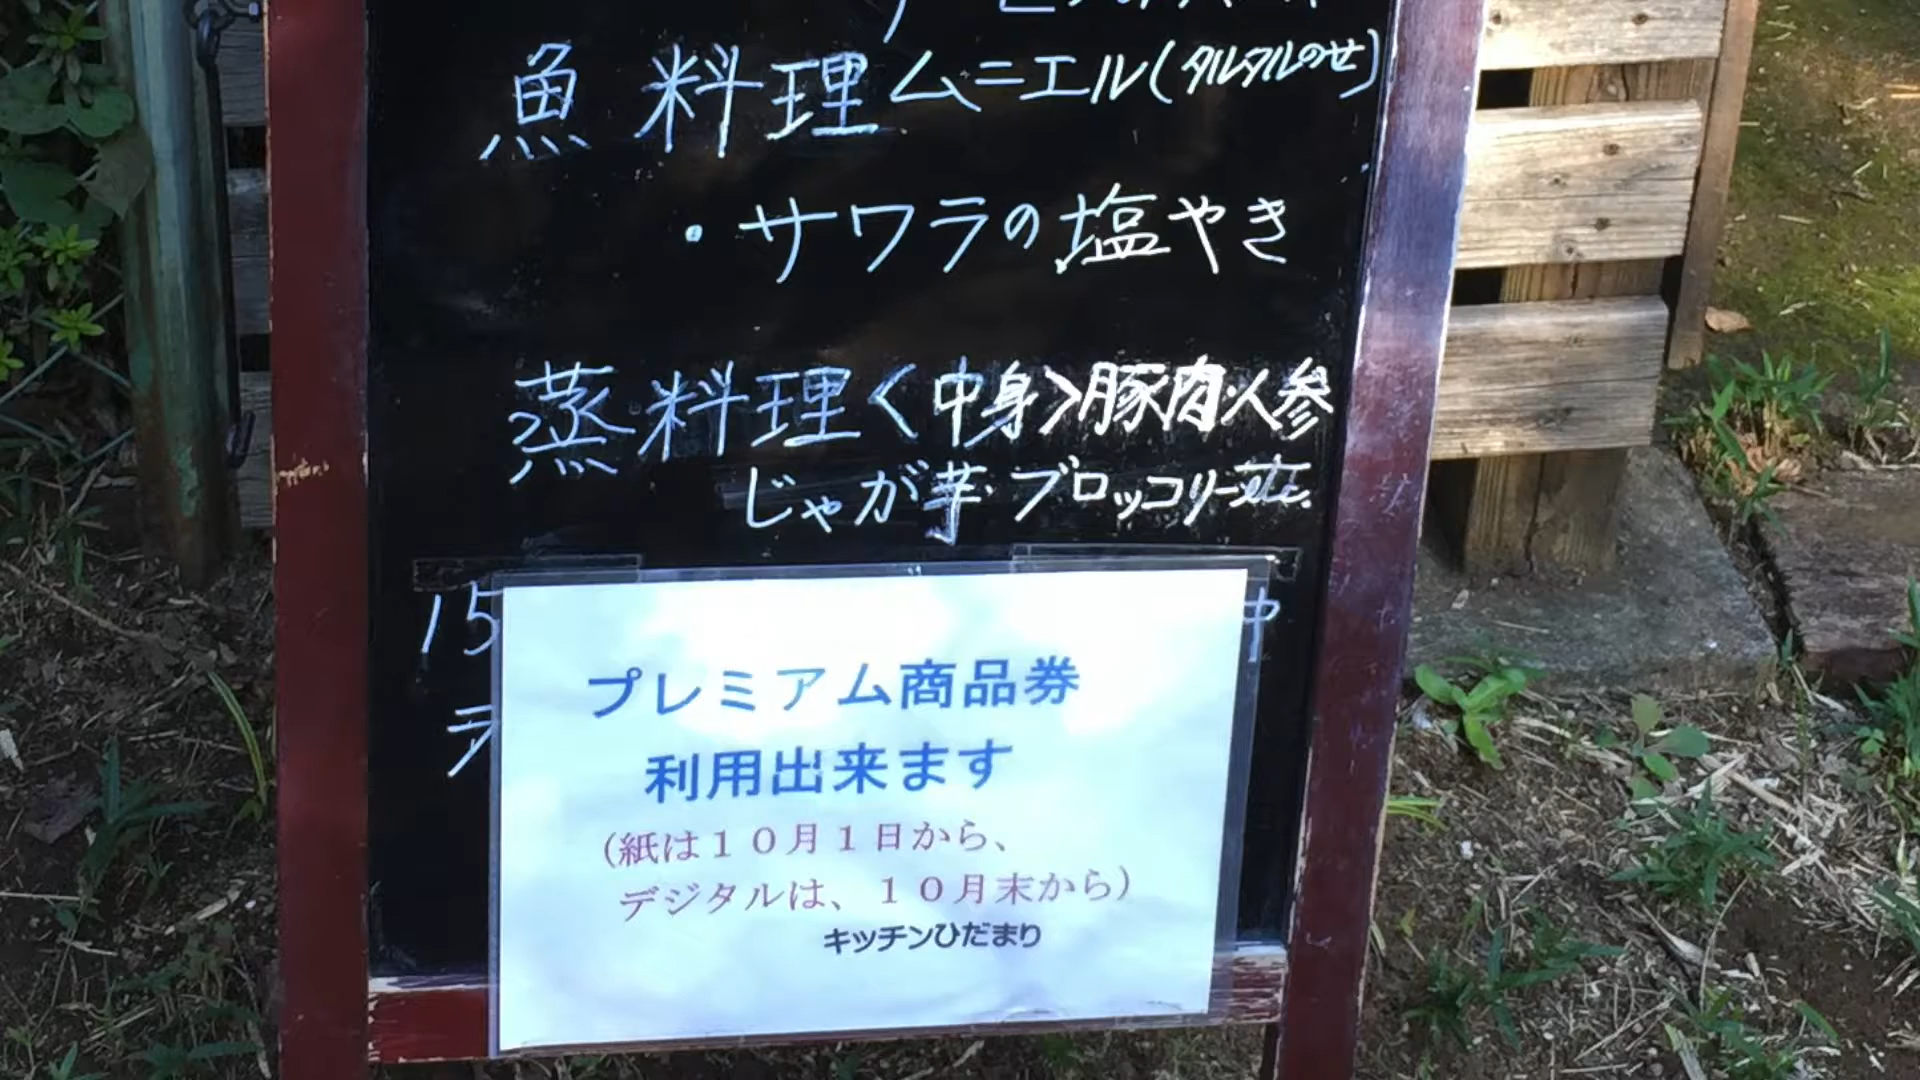 魚料理 ムニエル(タルタルのせ)
・サワラの塩やき
蒸料理<中身>豚肉・人参
じゃが芋・ブロッコリーetc.
15
プレミアム商品券
利用出来ます
（紙は１０月１日から、
デジタルは、１０月末から）
キッチンひだまり